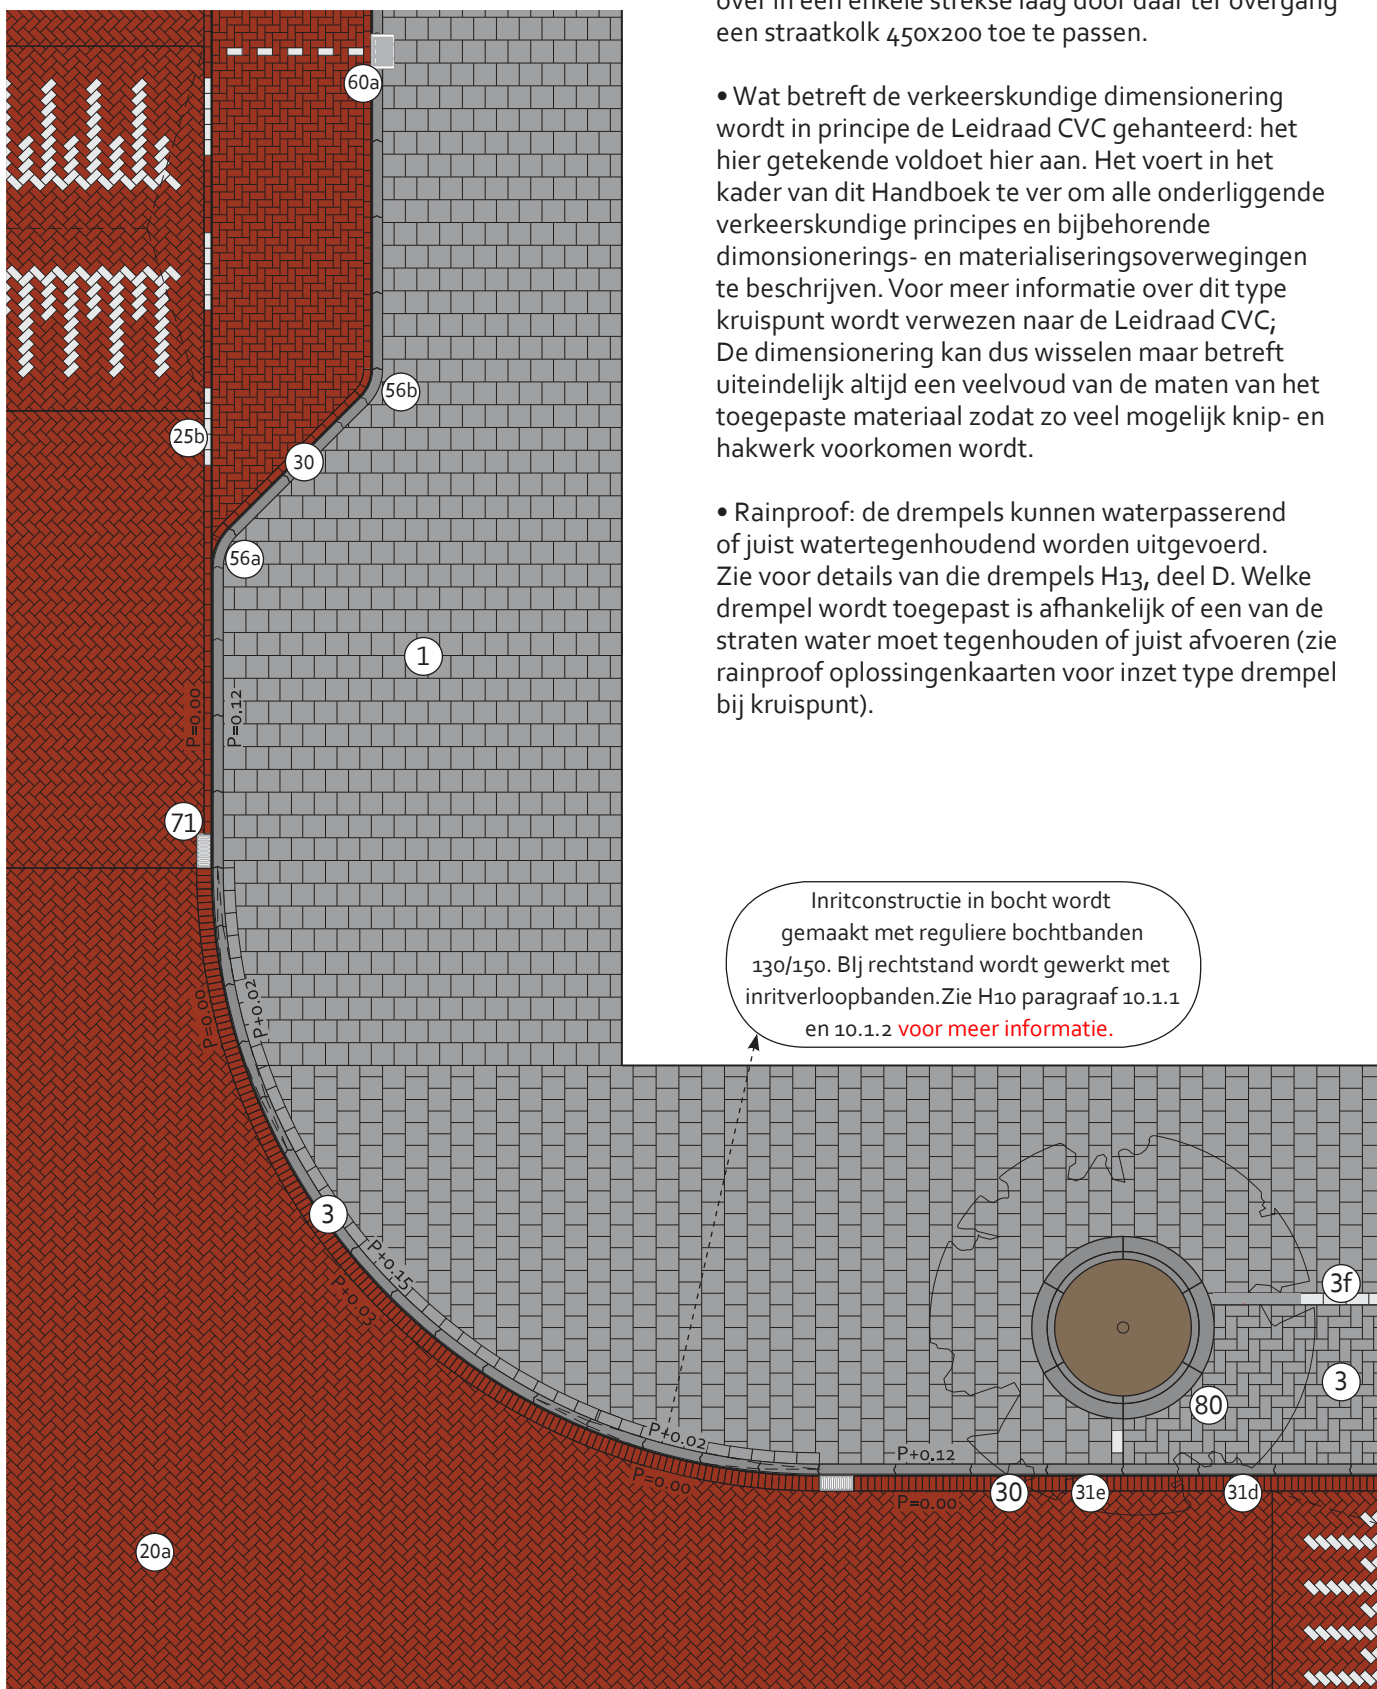 over in een enkele strekse laag door daar ter overgang
een straatkolk 450x200 toe te passen.
• Wat betreft de verkeerskundige dimensionering
wordt in principe de Leidraad CVC gehanteerd: het
hier getekende voldoet hier aan. Het voert in het
kader van dit Handboek te ver om alle onderliggende
verkeerskundige principes en bijbehorende
dimonsionerings- en materialiseringsoverwegingen
te beschrijven. Voor meer informatie over dit type
kruispunt wordt verwezen naar de Leidraad CVC;
De dimensionering kan dus wisselen maar betreft
uiteindelijk altijd een veelvoud van de maten van het
toegepaste materiaal zodat zo veel mogelijk knip- en
hakwerk voorkomen wordt.
• Rainproof: de drempels kunnen waterpasserend
of juist watertegenhoudend worden uitgevoerd.
Zie voor details van die drempels H13, deel D. Welke
drempel wordt toegepast is afhankelijk of een van de
straten water moet tegenhouden of juist afvoeren (zie
rainproof oplossingenkaarten voor inzet type drempel
bij kruispunt).
60a
56b
25b
30
56a
1
P=0.00
P=0.12
71
Inritconstructie in bocht wordt
gemaakt met reguliere bochtbanden
130/150. BIj rechtstand wordt gewerkt met
inritverloopbanden.Zie H10 paragraaf 10.1.1
en 10.1.2 voor meer informatie.
P=0.00
P+0.02
3
P+0.15
P+0.03
3f
3
80
P+0.02
P+0.12
P=0.00
30
31e
31d
P=0.00
20a